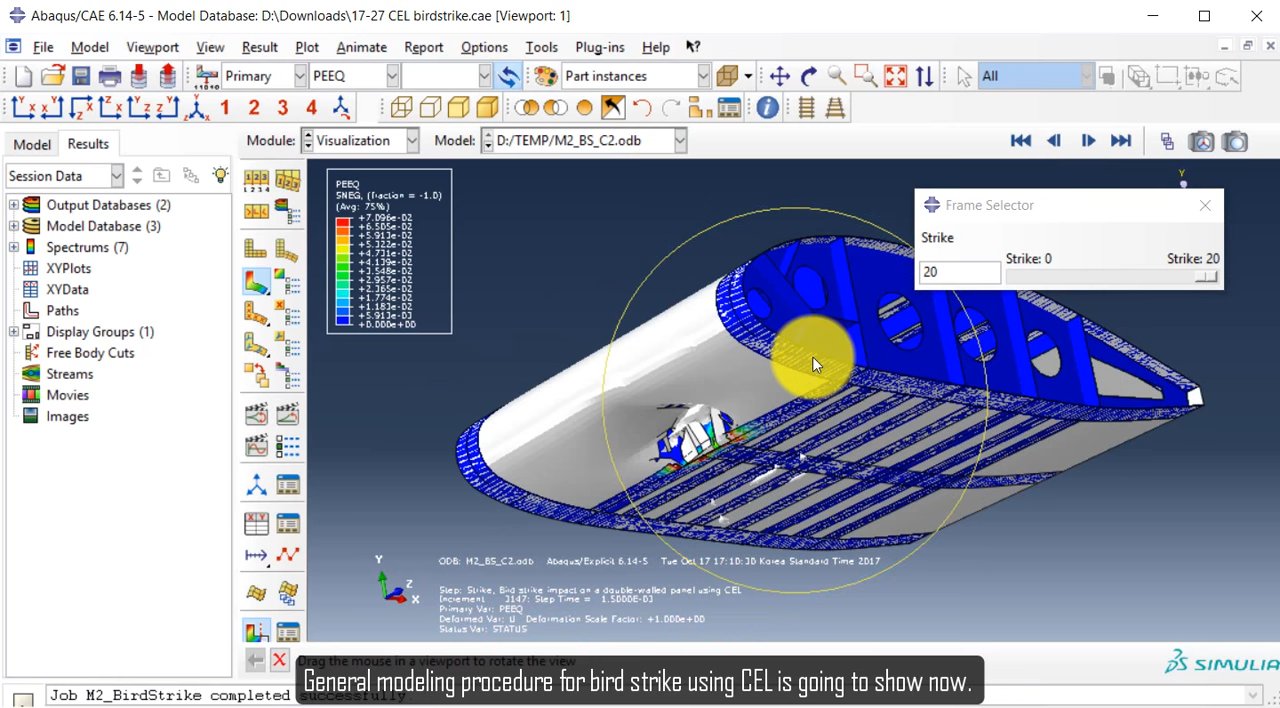 Abaqus/CAE 6.14-5 - Model Database: D:\Downloads\17-27 CEL birdstrike.cae [Viewport: 1]
File Model Viewport View Result Plot Animate Report Options Tools Plug-ins Help
Primary PEEQ Part instances All
1 2 3 4
Model Results Module: Visualization Model: D:/TEMP/M2_BS_C2.odb
Session Data
Output Databases (2)
Model Database (3)
Spectrums (7)
XYPlots
XYData
Paths
Display Groups (1)
Free Body Cuts
Streams
Movies
Images
PEEQ
SNEG, (fraction = -1.0)
(Avg: 75%)
+7.096e-02
+6.505e-02
+5.913e-02
+5.322e-02
+4.731e-02
+4.139e-02
+3.548e-02
+2.957e-02
+2.365e-02
+1.774e-02
+1.183e-02
+5.913e-03
+0.000e+00
Y
Frame Selector
Strike
Strike: 0 Strike: 20
20
Y
Z
X
ODB: M2_BS_C2.odb Abaqus/Explicit 6.14-5 Tue Oct 17 17:10:30 Korea Standard Time 2017
Step: Strike, Bird strike impact on a double-walled panel using CEL
Increment 3147: Step Time = 1.5000E-03
Primary Var: PEEQ
Deformed Var: U Deformation Scale Factor: +1.000e+00
Status Var: STATUS
Drag the mouse in a viewport to rotate the view
SIMULIA
General modeling procedure for bird strike using CEL is going to show now.
Job M2_BirdStrike completed successfully.